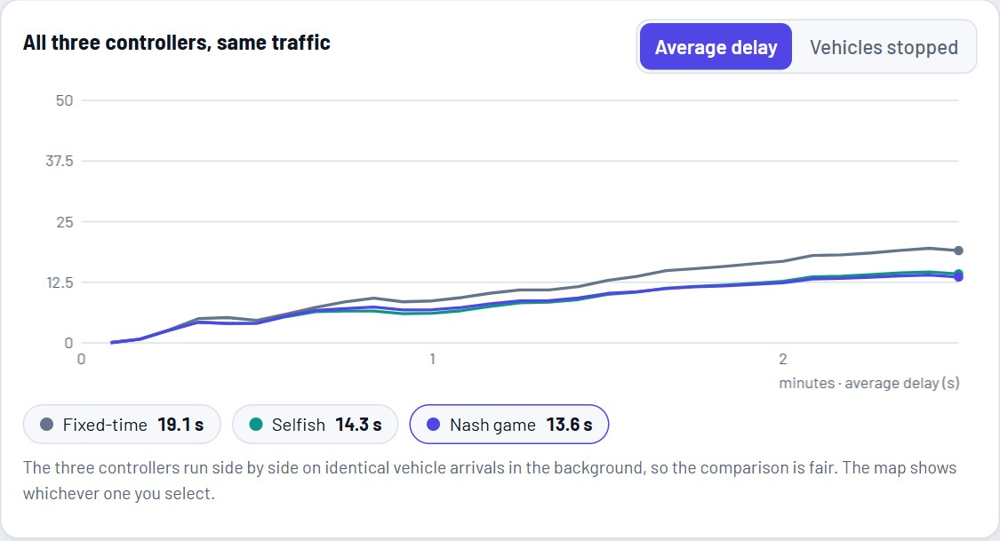 All three controllers, same traffic
Average delay
Vehicles stopped
50
37.5
25
12.5
0
0
1
2
minutes · average delay (s)
Fixed-time 19.1 s
Selfish 14.3 s
Nash game 13.6 s
The three controllers run side by side on identical vehicle arrivals in the background, so the comparison is fair. The map shows
whichever one you select.